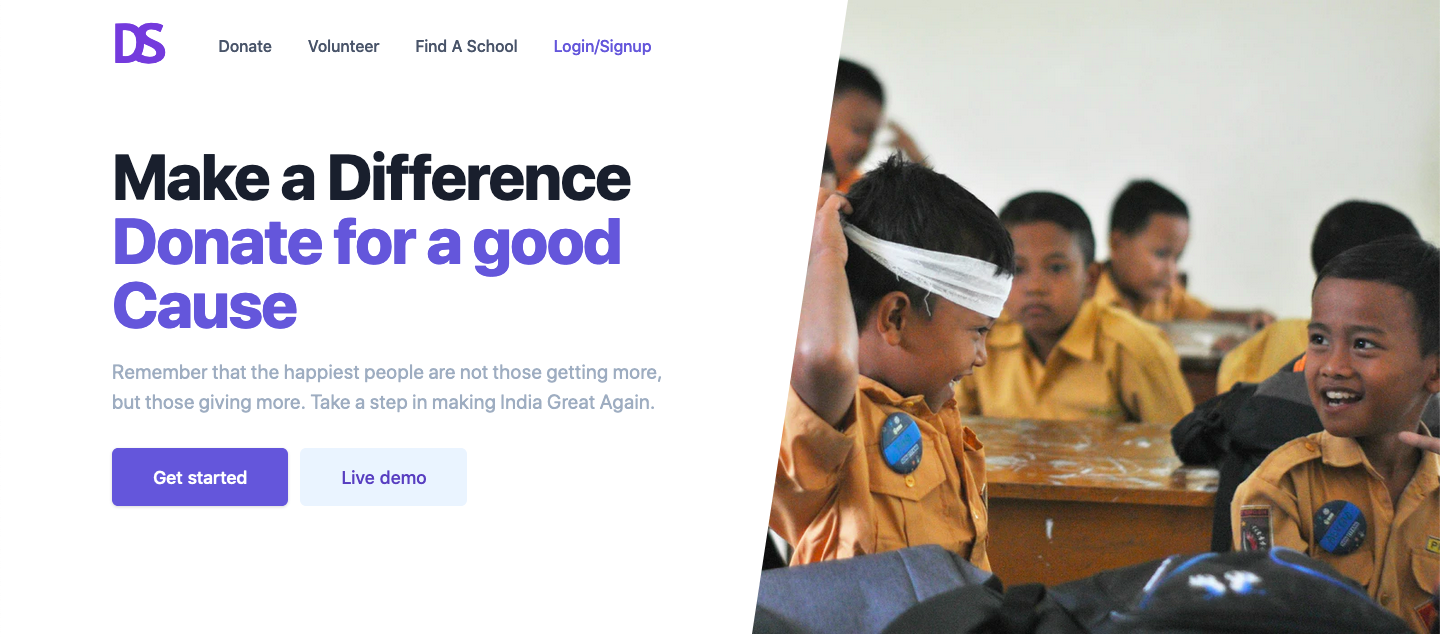 DS
Donate Volunteer Find A School Login/Signup
Make a Difference
Donate for a good
Cause
Remember that the happiest people are not those getting more,
but those giving more. Take a step in making India Great Again.
Get started Live demo